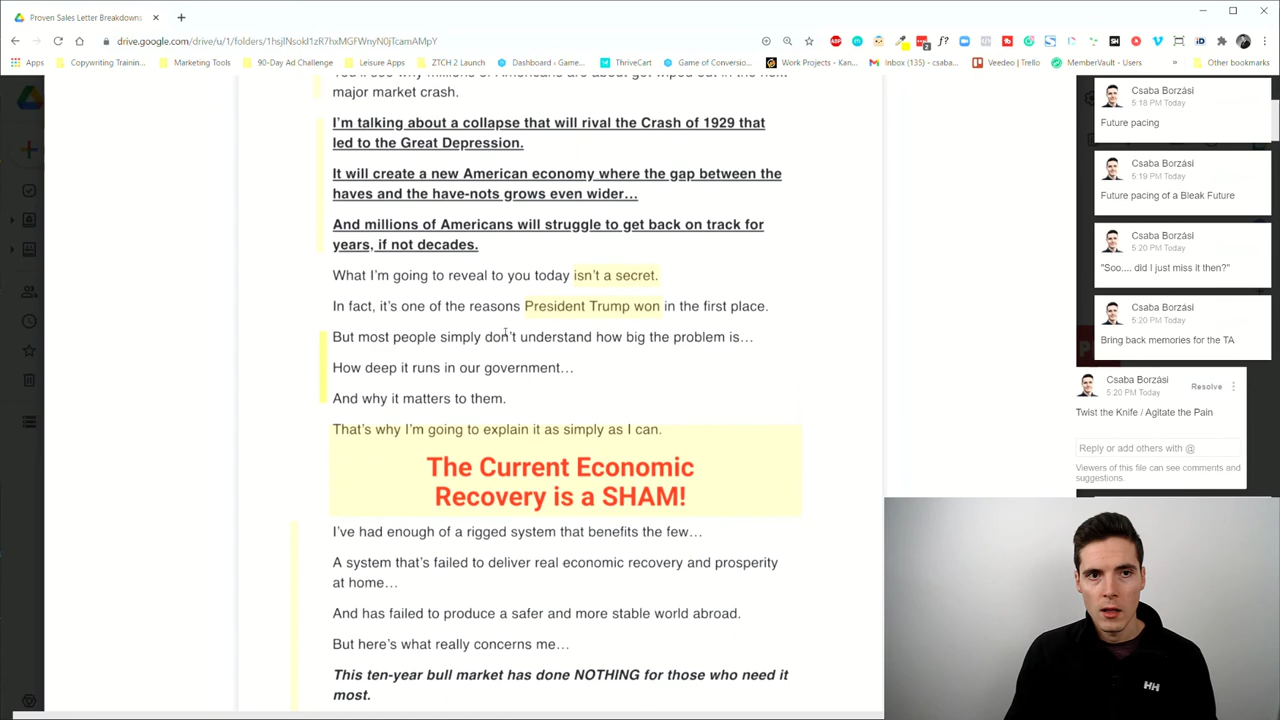 Proven Sales Letter Breakdowns
drive.google.com/drive/u/1/folders/1hsjlNsold1zR7hxMGFWnyN0jTcamAMpY
Apps
Copywriting Training...
Marketing Tools
90-Day Ad Challenge
Leisure Apps
ZTCH 2 Launch
Dashboard - Game...
ThriveCart
Game of Conversio...
Work Projects - Kan...
Inbox (135) - csaba...
Veedeo | Trello
MemberVault - Users
»
Other bookmarks
major market crash.
I'm talking about a collapse that will rival the Crash of 1929 that
led to the Great Depression.
It will create a new American economy where the gap between the
haves and the have-nots grows even wider…
And millions of Americans will struggle to get back on track for
years, if not decades.
What I'm going to reveal to you today isn't a secret.
In fact, it's one of the reasons President Trump won in the first place.
But most people simply don't understand how big the problem is…
How deep it runs in our government…
And why it matters to them.
That's why I'm going to explain it as simply as I can.
The Current Economic
Recovery is a SHAM!
I've had enough of a rigged system that benefits the few…
A system that's failed to deliver real economic recovery and prosperity
at home…
And has failed to produce a safer and more stable world abroad.
But here's what really concerns me…
This ten-year bull market has done NOTHING for those who need it
most.
Csaba Borzási
5:18 PM Today
Future pacing
Csaba Borzási
5:19 PM Today
Future pacing of a Bleak Future
Csaba Borzási
5:20 PM Today
"Soo.... did I just miss it then?"
Csaba Borzási
5:20 PM Today
Bring back memories for the TA
Csaba Borzási
5:20 PM Today
Resolve
Twist the Knife / Agitate the Pain
Reply or add others with @
Viewers of this file can see comments and
suggestions.
HH